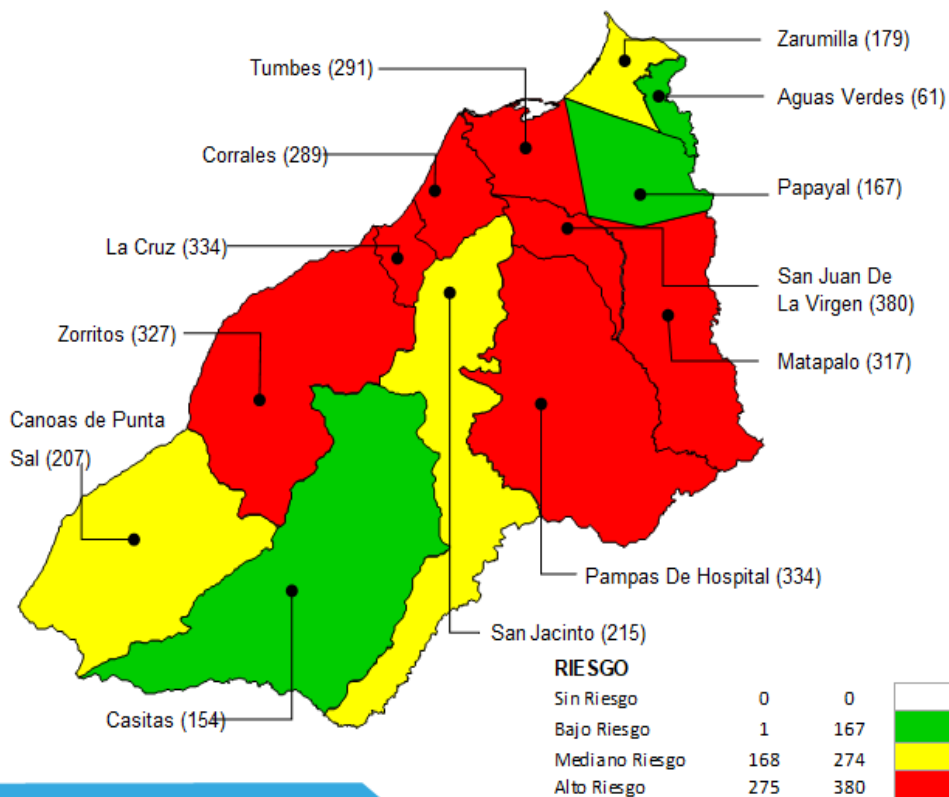 Zarumilla (179)
Tumbes (291)
Aguas Verdes (61)
Corrales (289)
Papayal (167)
La Cruz (334)
San Juan De
La Virgen (380)
Zorritos (327)
Matapalo (317)
Canoas de Punta
Sal (207)
Pampas De Hospital (334)
San Jacinto (215)
Casitas (154)
RIESGO
Sin Riesgo 0 0
Bajo Riesgo 1 167
Mediano Riesgo 168 274
Alto Riesgo 275 380